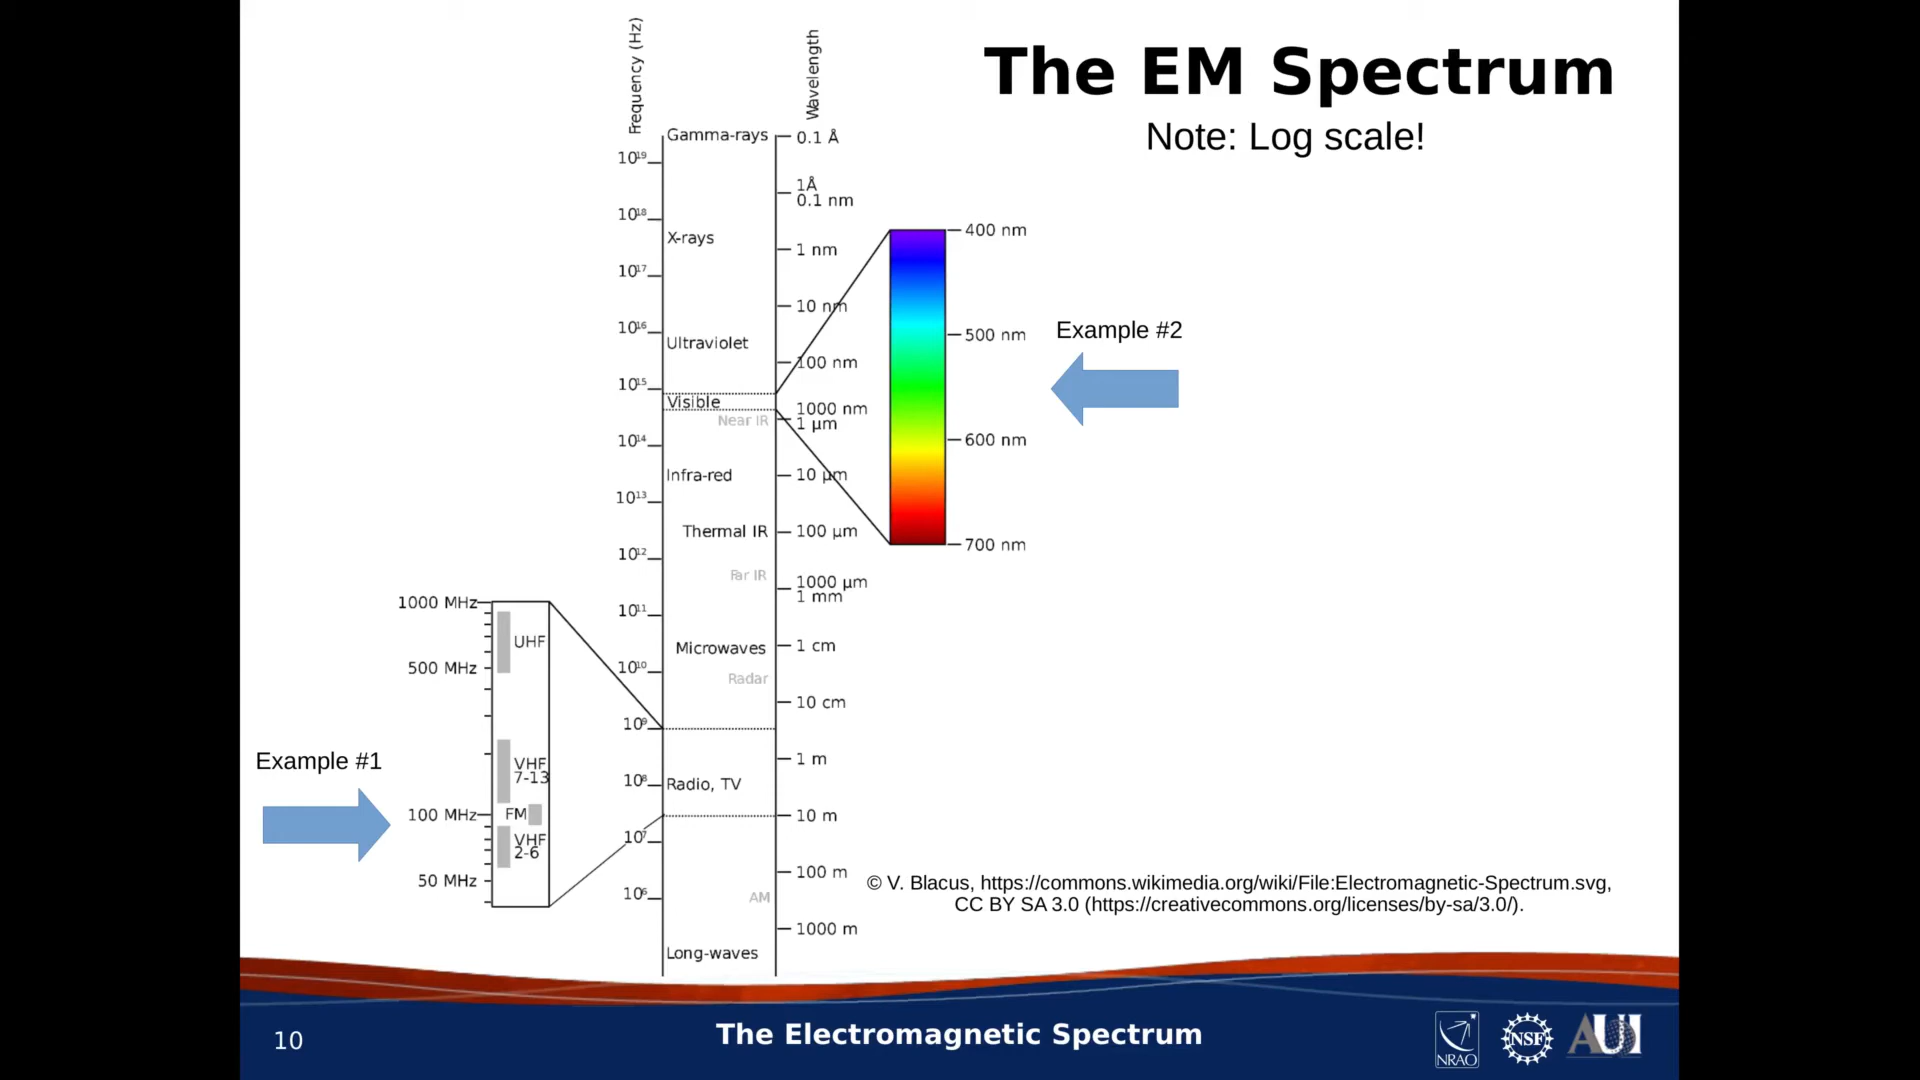 The EM Spectrum
Note: Log scale!
Frequency (Hz)
Wavelength
10¹⁹
10¹⁸
10¹⁷
10¹⁶
10¹⁵
10¹⁴
10¹³
10¹²
10¹¹
10¹⁰
10⁹
10⁸
10⁷
10⁶
Gamma-rays
X-rays
Ultraviolet
Visible
Near IR
Infra-red
Thermal IR
Far IR
Microwaves
Radar
Radio, TV
AM
Long-waves
0.1 Å
1Å
0.1 nm
1 nm
10 nm
100 nm
1000 nm
1 µm
10 µm
100 µm
1000 µm
1 mm
1 cm
10 cm
1 m
10 m
100 m
1000 m
400 nm
500 nm
600 nm
700 nm
Example #2
1000 MHz
500 MHz
100 MHz
50 MHz
UHF
VHF
7-13
FM
VHF
2-6
Example #1
© V. Blacus, https://commons.wikimedia.org/wiki/File:Electromagnetic-Spectrum.svg,
CC BY SA 3.0 (https://creativecommons.org/licenses/by-sa/3.0/).
10
The Electromagnetic Spectrum
NRAO
NSF
AUI